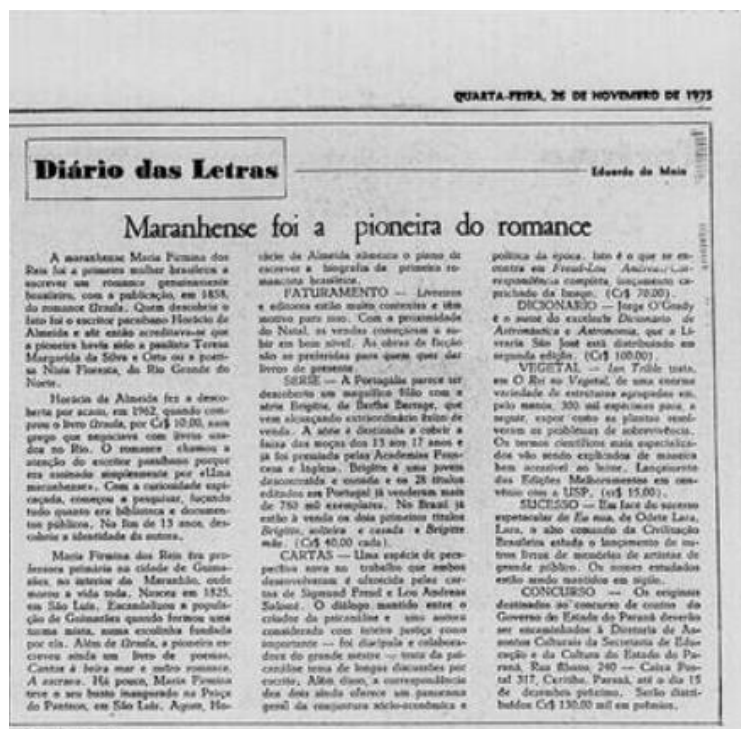 QUARTA-FEIRA, 26 DE NOVEMBRO DE 1975
Diário das Letras
Eduardo da Maia
Maranhense foi a pioneira do romance
A maranhense Maria Firmina dos
Reis foi a primeira mulher brasileira a
escrever um romance genuinamente
brasileiro, com a publicação, em 1858,
do romance Úrsula. Quem descobriu o
fato foi o escritor paraibano Horácio de
Almeida e até então acreditava-se que
a pioneira havia sido a paulista Teresa
Margarida da Silva e Orta ou a poeti-
sa Nísia Floresta, do Rio Grande do
Norte.
Horácio de Almeida fez a desco-
berta por acaso, em 1962, quando com-
prou o livro Úrsula, por Cr$ 10,00, num
grego que negociava com livros usa-
dos no Rio. O romance chamou a
atenção do escritor paraibano porque
era assinado simplesmente por «Uma
maranhense». Com a curiosidade espi-
caçada, começou a pesquisar, fuçando
tudo quanto era biblioteca e documen-
tos públicos. No fim de 13 anos, des-
cobriu a identidade da autora.
Maria Firmina dos Reis era pro-
fessora primária na cidade de Guima-
rães, no interior do Maranhão, onde
morou a vida toda. Nasceu em 1825,
em São Luís. Escandalizou a popula-
ção de Guimarães quando formou uma
turma mista, numa escolinha fundada
por ela. Além de Úrsula, a pioneira es-
creveu ainda um livro de poemas,
Cantos à beira mar e outro romance,
A escrava. Há pouco, Maria Firmina
teve o seu busto inaugurado na Praça
do Panteon, em São Luís. Agora, Ho-
rácio de Almeida alimenta o plano de
escrever a biografia da primeira ro-
mancista brasileira.
FATURAMENTO — Livreiros
e editores estão muito contentes e têm
motivo para isso. Com a proximidade
do Natal, as vendas começaram a su-
bir em bom nível. As obras de ficção
são as preferidas para quem quer dar
livros de presente.
SÉRIE — A Portugália parece ter
descoberto um magnífico filão com a
série Brigitte, de Berthe Bernage, que
vem alcançando extraordinário êxito de
venda. A série é destinada a cobrir a
faixa das moças dos 13 aos 17 anos e
já foi premiada pelas Academias Fran-
cesa e Inglesa. Brigitte é uma jovem
descontraída e ousada e os 28 títulos
editados em Portugal já venderam mais
de 760 mil exemplares. No Brasil já
estão à venda os dois primeiros títulos
Brigitte, solteira e casada e Brigitte
mãe. (Cr$ 40,00 cada).
CARTAS — Uma espécie de pers-
pectiva nova no trabalho que ambos
desenvolveram é oferecida pelas car-
tas de Sigmund Freud e Lou Andreas
Salomé. O diálogo mantido entre o
criador da psicanálise e uma autora
considerada com inteira justiça como
importante — foi discípula e colabora-
dora do grande mestre — trata da psi-
canálise tema de longas discussões por
escrito. Além disso, a correspondência
dos dois ainda oferece um panorama
geral da conjuntura sócio-econômica e
política da época. Isto é o que se en-
contra em Freud-Lou Andreas: Cor-
respondência completa, lançamento ca-
prichado da Imago. (Cr$ 70,00).
DICIONÁRIO — Jorge O'Grady
é o autor do excelente Dicionário de
Astronáutica e Astronomia, que a Li-
vraria São José está distribuindo em
segunda edição. (Cr$ 100,00).
VEGETAL — Ian Tribe trata,
em O Rei no Vegetal, de uma enorme
variedade de estruturas agrupadas em,
pelo menos, 300 mil espécimes para, a
seguir, expor como as plantas resol-
veram os problemas de sobrevivência.
Os termos científicos mais especializa-
dos vão sendo explicados de maneira
bem acessível ao leitor. Lançamento
das Edições Melhoramentos em con-
vênio com a USP. (cr$ 15,00).
SUCESSO — Em face do sucesso
espetacular de Eu nua, de Odete Lara,
Lara, o alto comando da Civilização
Brasileira estuda o lançamento de ou-
tros livros de memórias de artistas de
grande público. Os nomes estudados
estão sendo mantidos em sigilo.
CONCURSO — Os originais
destinados ao concurso de contos do
Governo do Estado do Paraná deverão
ser encaminhados à Diretoria de As-
suntos Culturais da Secretaria de Edu-
cação e da Cultura do Estado do Pa-
raná, Rua 240 — Caixa Pos-
tal 317, Curitiba, Paraná, até o dia 15
de dezembro próximo. Serão distri-
buídos Cr$ 130,00 mil em prêmios.